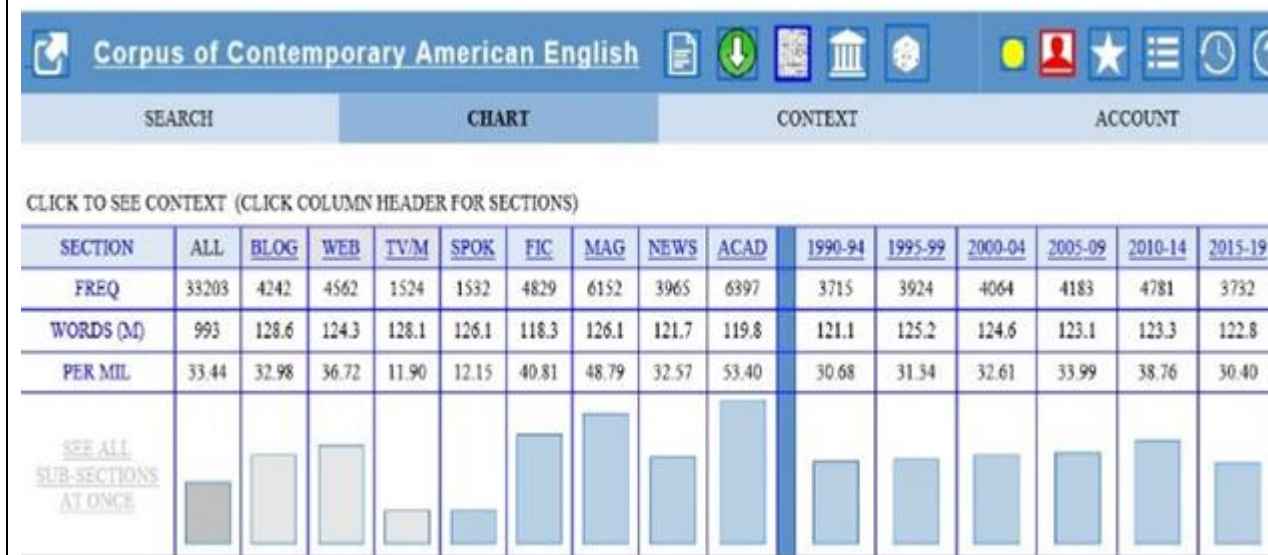 Corpus of Contemporary American English
SEARCH CHART CONTEXT ACCOUNT
CLICK TO SEE CONTEXT (CLICK COLUMN HEADER FOR SECTIONS)
SECTION ALL BLOG WEB TV/M SPOK FIC MAG NEWS ACAD 1990-94 1995-99 2000-04 2005-09 2010-14 2015-19
FREQ 33203 4242 4562 1524 1532 4829 6152 3965 6397 3715 3924 4064 4183 4781 3732
WORDS (M) 993 128.6 124.3 128.1 126.1 118.3 126.1 121.7 119.8 121.1 125.2 124.6 123.1 123.3 122.8
PER MIL 33.44 32.98 36.72 11.90 12.15 40.81 48.79 32.57 53.40 30.68 31.34 32.61 33.99 38.76 30.40
SEE ALL
SUB-SECTIONS
AT ONCE